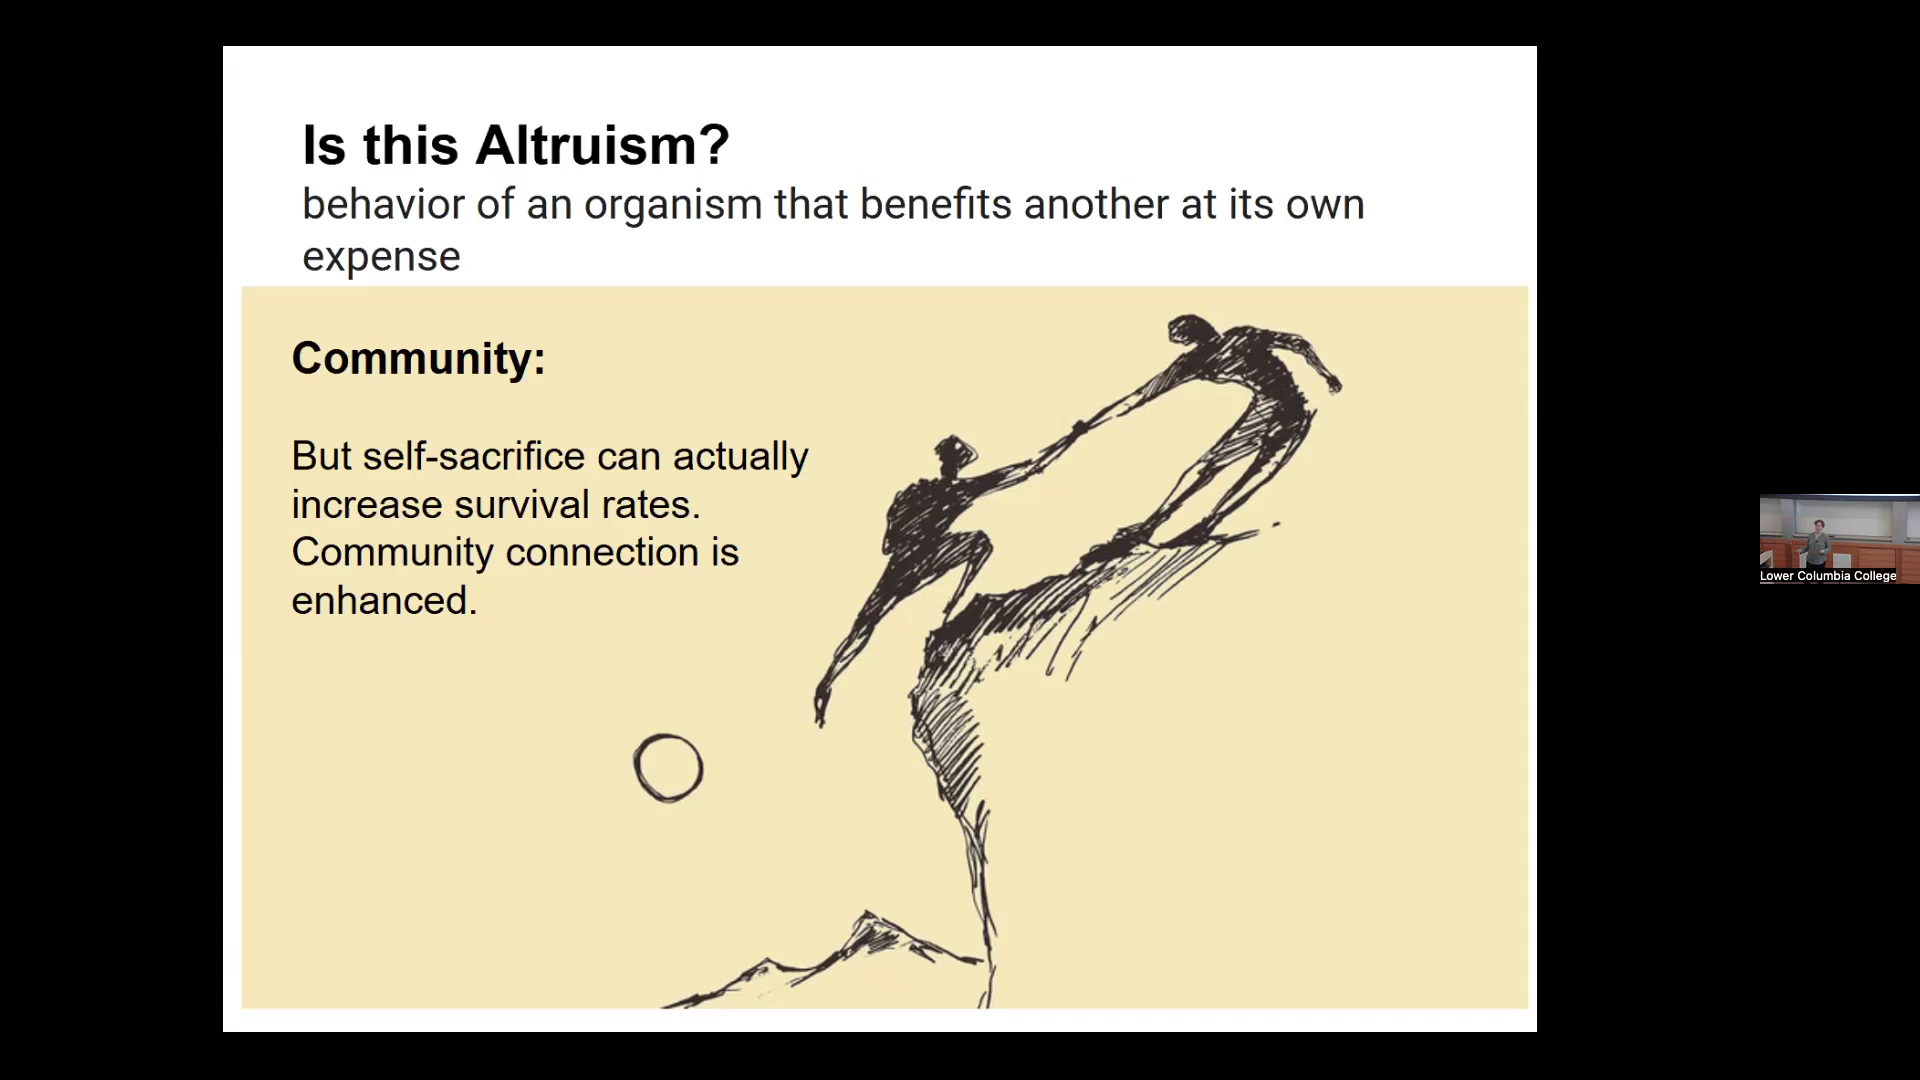 Is this Altruism?
behavior of an organism that benefits another at its own
expense
Community:
But self-sacrifice can actually
increase survival rates.
Community connection is
enhanced.
Lower Columbia College